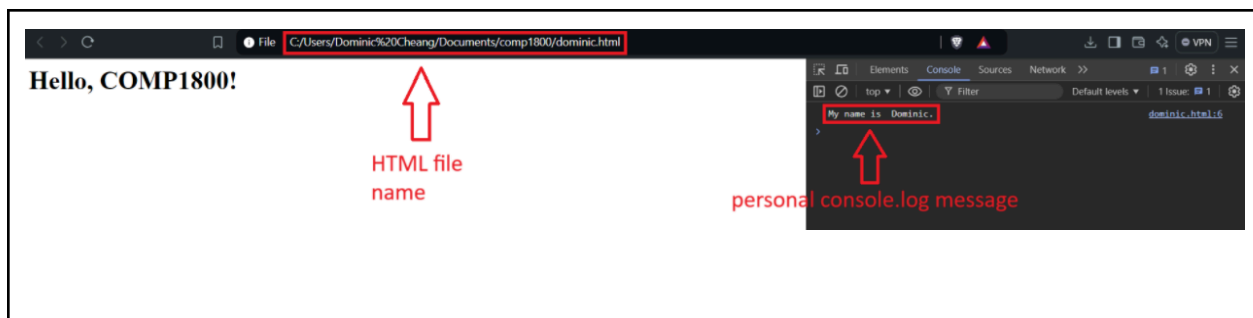 File C:/Users/Dominic%20Cheang/Documents/comp1800/dominic.html VPN
Hello, COMP1800!
Elements Console Sources Network >> 1
top Filter Default levels 1 Issue: 1
My name is  Dominic. dominic.html:6
HTML file
name
personal console.log message